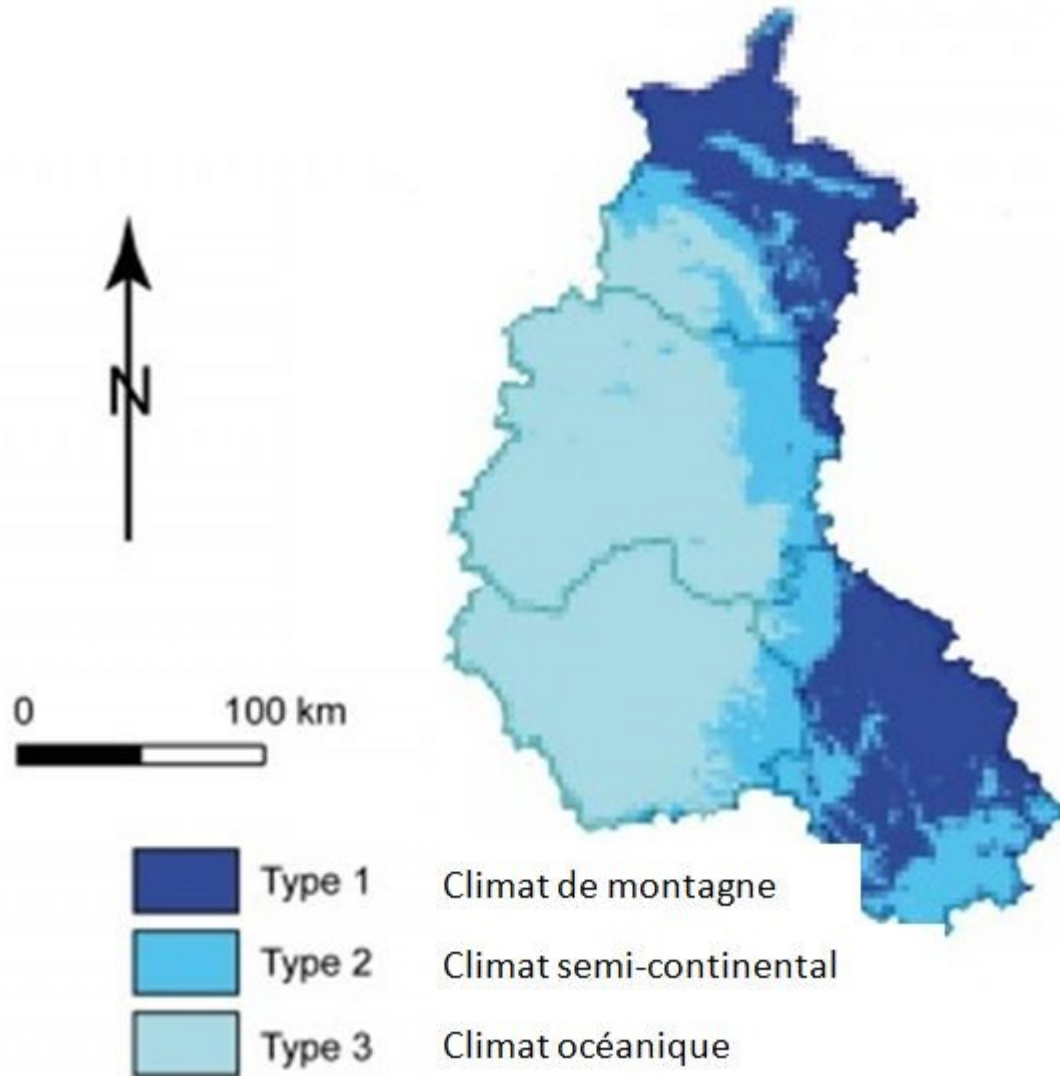 N
0 100 km
Type 1 Climat de montagne
Type 2 Climat semi-continental
Type 3 Climat océanique